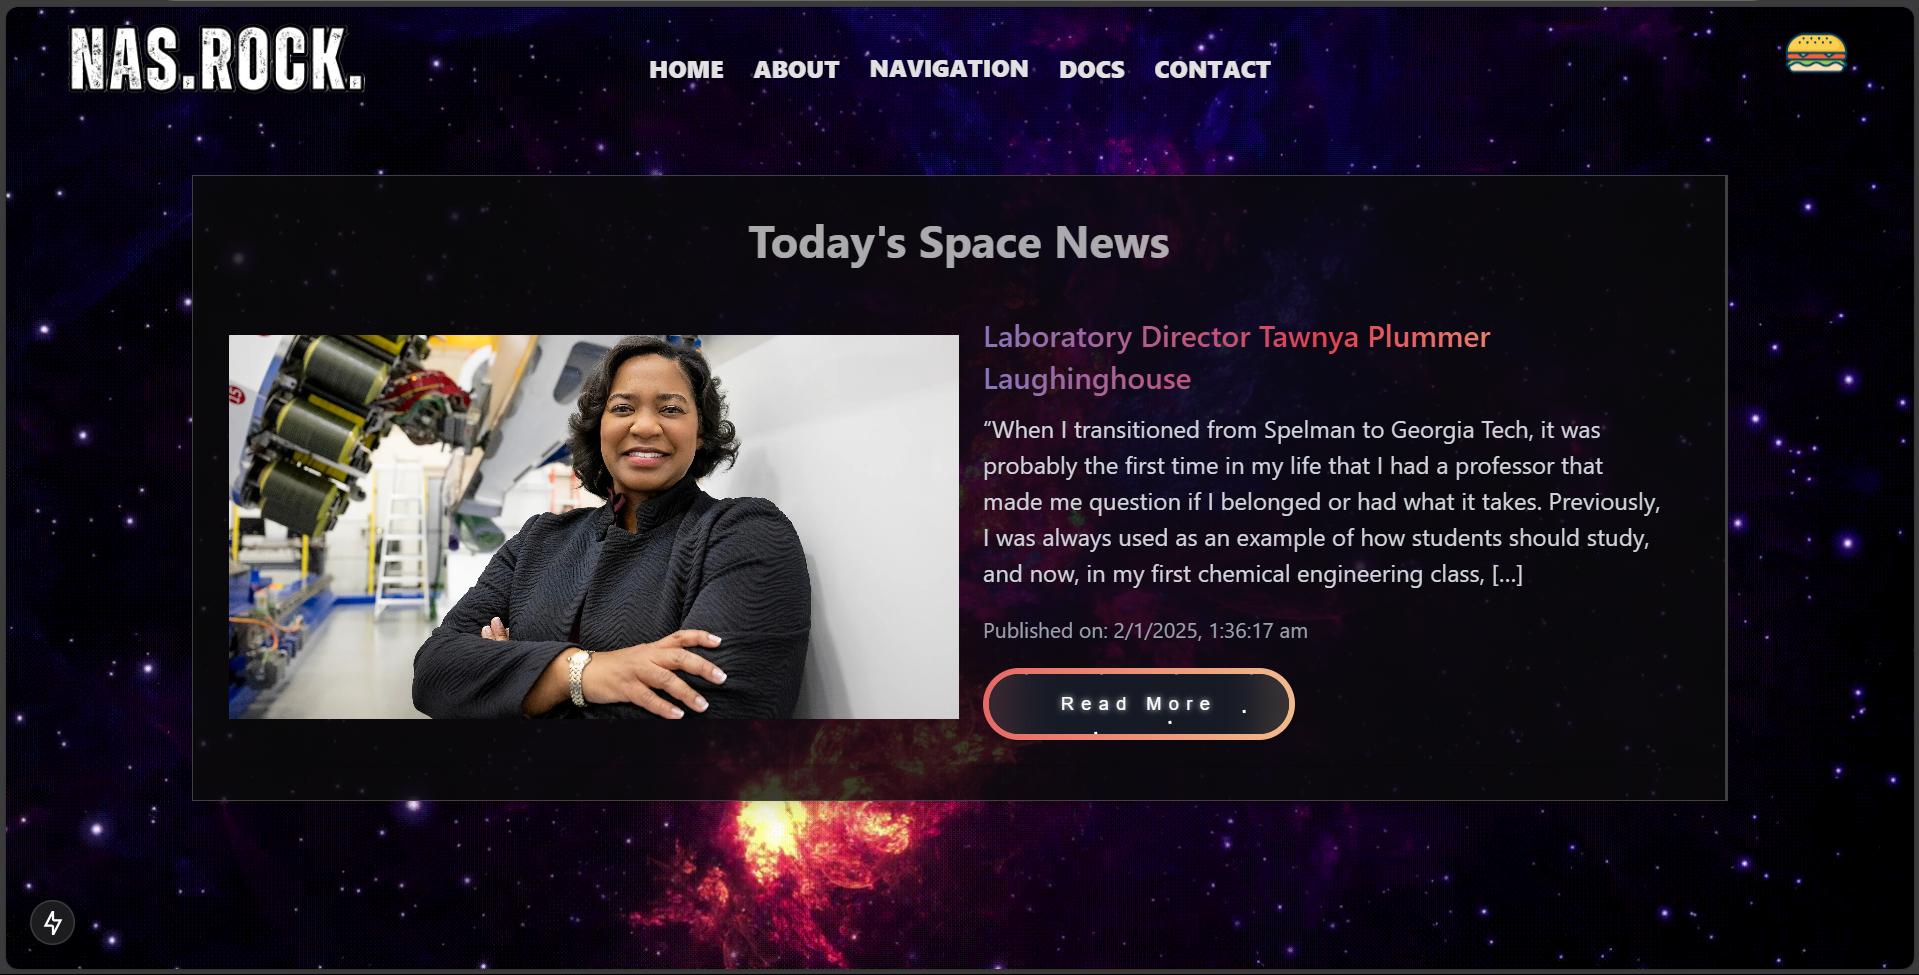 NAS.ROCK.
HOME ABOUT NAVIGATION DOCS CONTACT
Today's Space News
Laboratory Director Tawnya Plummer
Laughinghouse
“When I transitioned from Spelman to Georgia Tech, it was
probably the first time in my life that I had a professor that
made me question if I belonged or had what it takes. Previously,
I was always used as an example of how students should study,
and now, in my first chemical engineering class, […]
Published on: 2/1/2025, 1:36:17 am
Read More